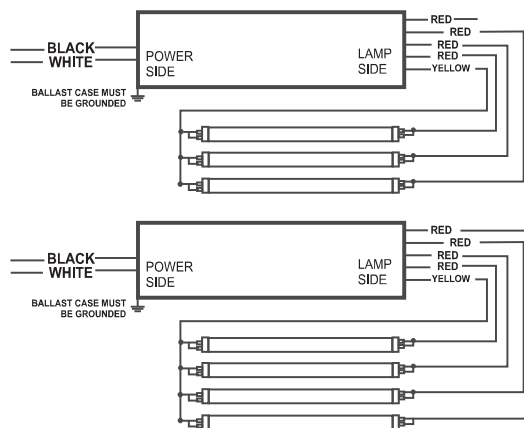 RED
RED
RED
RED
YELLOW
BLACK
WHITE
POWER
SIDE
LAMP
SIDE
BALLAST CASE MUST
BE GROUNDED
RED
RED
RED
RED
YELLOW
BLACK
WHITE
POWER
SIDE
LAMP
SIDE
BALLAST CASE MUST
BE GROUNDED